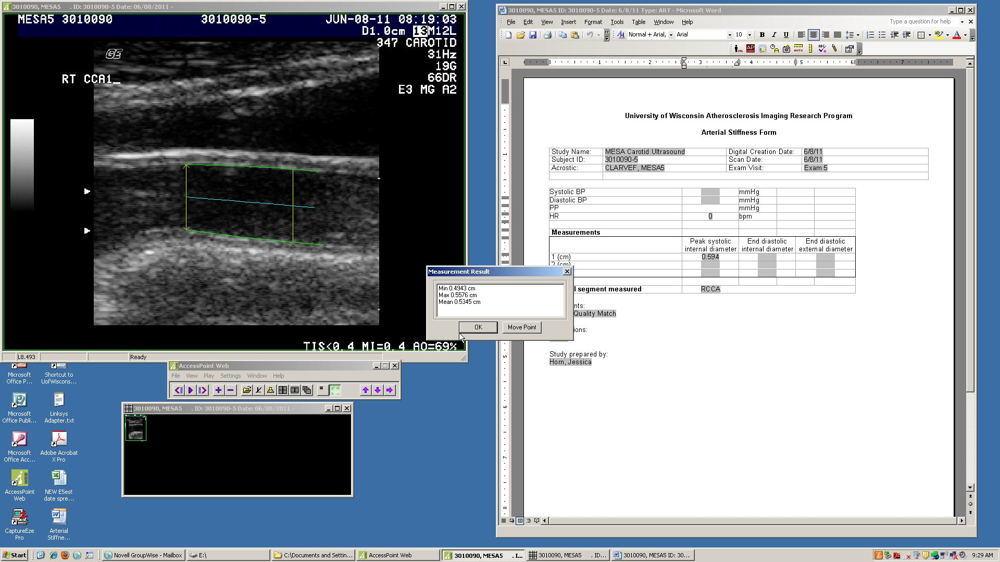 3010090, MESA5 . ID: 3010090-5 Date: 06/08/2011 -
MESA5 3010090 3010090-5 JUN-08-11 08:19:03
D1.0cm 13M12L
347 CAROTID
31Hz
19G
66DR
E3 MG A2
GE
RT CCA1_
TIS<0.4 MI=0.4 AO=69%
L8.493 Ready
3010090, MESA5 ID: 3010090-5 Date: 6/8/11 Type: ART - Microsoft Word
File Edit View Insert Format Tools Table Window Help Type a question for help
Normal + Arial, Arial 10 B I U
1 2 3 4 5 6 7
University of Wisconsin Atherosclerosis Imaging Research Program
Arterial Stiffness Form
Study Name: MESA Carotid Ultrasound Digital Creation Date: 6/8/11
Subject ID: 3010090-5 Scan Date: 6/8/11
Acrostic: CLARVEF, MESA5 Exam Visit: Exam 5
Systolic BP mmHg
Diastolic BP mmHg
PP mmHg
HR 0 bpm
Measurements
Peak systolic internal diameter End diastolic internal diameter End diastolic external diameter
1 (cm) 0.594
2 (cm)
l segment measured RCCA
nts:
Quality Match
ions:
Study prepared by:
Horn, Jessica
Measurement Result
Min 0.4943 cm
Max 0.5576 cm
Mean 0.5345 cm
OK Move Point
AccessPoint Web
File View Play Settings Window Help
3010090, MESA5 . ID: 3010090-5 Date: 06/08/2011 -
Microsoft Office P...
Shortcut to UofWiscons...
Microsoft Office Publi...
Linksys Adapter.txt
Microsoft Office Acc...
Adobe Acrobat X Pro
AccessPoint Web
NEW E5est date spre...
CaptureEze Pro
Arterial Stiffne...
Start Novell GroupWise - Mailbox E:\ C:\Documents and Settin... AccessPoint Web 3010090, MESA5 . I... 3010090, MESA5 . ID... 3010090, MESA5 ID: 30... 9:29 AM